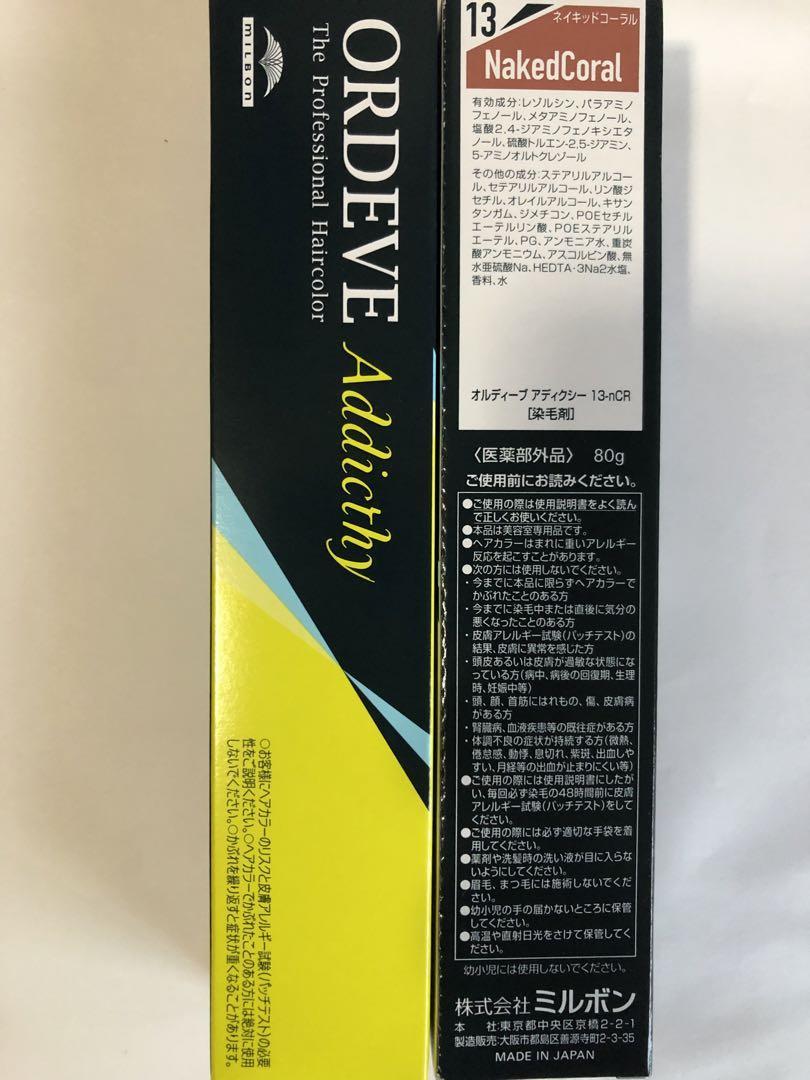 MILBON
ORDEVE Addicthy
The Professional Haircolor
○お客様にヘアカラーのリスクと皮膚アレルギー試験(パッチテスト)の必要
性をご説明ください。○ヘアカラーでかぶれたことのある方には絶対に使用
しないでください。○かぶれを繰り返すと症状が重くなることがあります。
13 ネイキッドコーラル
NakedCoral
有効成分:レゾルシン、パラアミノ
フェノール、メタアミノフェノール、
塩酸2,4-ジアミノフェノキシエタ
ノール、硫酸トルエン-2,5-ジアミン、
5-アミノオルトクレゾール
その他の成分:ステアリルアルコー
ル、セテアリルアルコール、リン酸ジ
セチル、オレイルアルコール、キサン
タンガム、ジメチコン、POEセチル
エーテルリン酸、POEステアリル
エーテル、PG、アンモニア水、重炭
酸アンモニウム、アスコルビン酸、無
水亜硫酸Na、HEDTA・3Na2水塩、
香料、水
オルディーブ アディクシー 13-nCR
[染毛剤]
〈医薬部外品〉 80g
ご使用前にお読みください。
●ご使用の際は使用説明書をよく読ん
で正しくお使いください。
●本品は美容室専用品です。
●ヘアカラーはまれに重いアレルギー
反応を起こすことがあります。
●次の方には使用しないでください。
・今までに本品に限らずヘアカラーで
かぶれたことのある方
・今までに染毛中または直後に気分の
悪くなったことのある方
・皮膚アレルギー試験(パッチテスト)の
結果、皮膚に異常を感じた方
・頭皮あるいは皮膚が過敏な状態にな
っている方(病中、病後の回復期、生理
時、妊娠中等)
・頭、顔、首筋にはれもの、傷、皮膚病
がある方
・腎臓病、血液疾患等の既往症がある方
・体調不良の症状が持続する方(微熱、
倦怠感、動悸、息切れ、紫斑、出血しや
すい、月経等の出血が止まりにくい等)
●ご使用の際には使用説明書にしたが
い、毎回必ず染毛の48時間前に皮膚
アレルギー試験(パッチテスト)をして
ください。
●ご使用の際には必ず適切な手袋を着
用してください。
●薬剤や洗髪時の洗い液が目に入らな
いようにしてください。
●眉毛、まつ毛には施術しないでくだ
さい。
●幼小児の手の届かないところに保管
してください。
●高温や直射日光をさけて保管してく
ださい。
幼小児には使用しないでください。
株式会社 ミルボン
本 社:東京都中央区京橋2-2-1
製造販売:大阪市都島区善源寺町2-3-35
MADE IN JAPAN